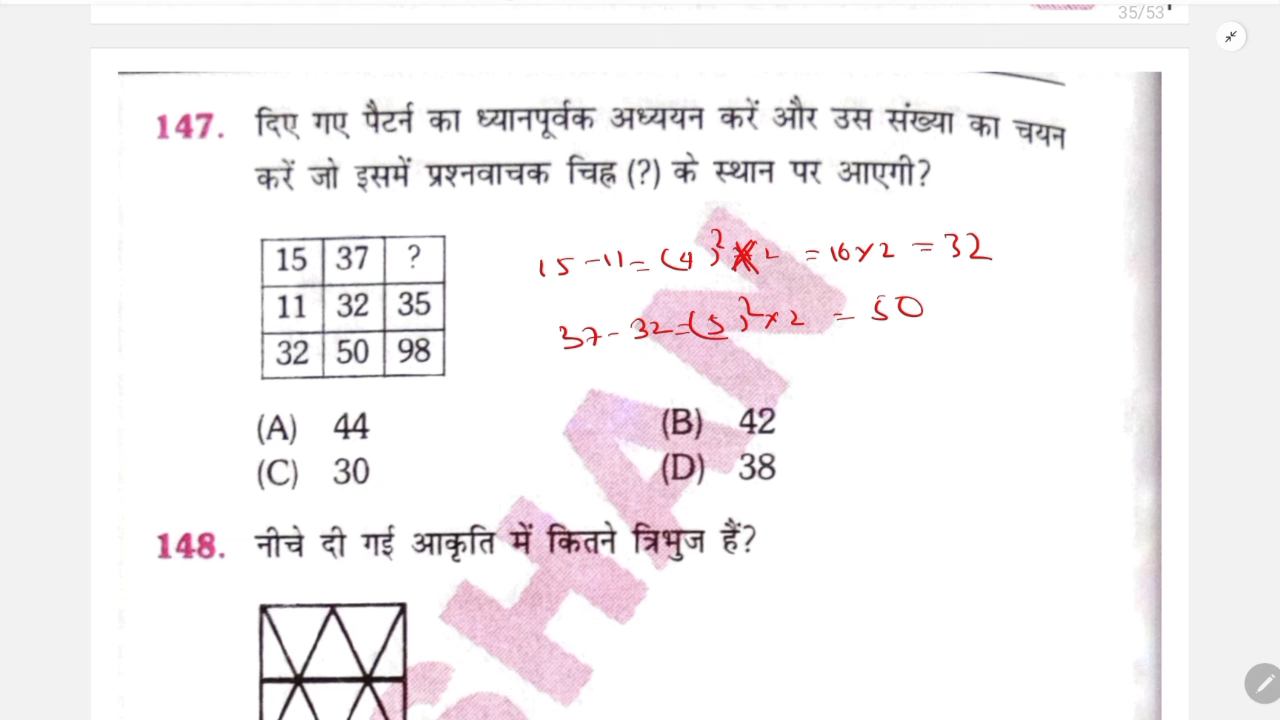 35/53
147. दिए गए पैटर्न का ध्यानपूर्वक अध्ययन करें और उस संख्या का चयन
करें जो इसमें प्रश्नवाचक चिह्न (?) के स्थान पर आएगी?
15 37 ?
11 32 35
32 50 98
15-11=(4)² 2 =16×2 =32
37-32=(5)²×2 = 50
(A) 44 (B) 42
(C) 30 (D) 38
148. नीचे दी गई आकृति में कितने त्रिभुज हैं?